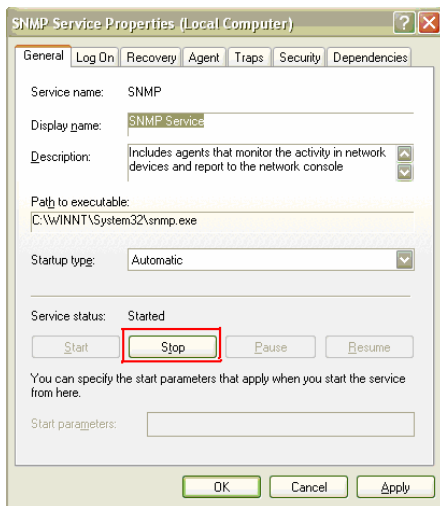 SNMP Service Properties (Local Computer)
General Log On Recovery Agent Traps Security Dependencies
Service name: SNMP
Display name: SNMP Service
Description: Includes agents that monitor the activity in network
devices and report to the network console
Path to executable:
C:\WINNT\System32\snmp.exe
Startup type: Automatic
Service status: Started
Start Stop Pause Resume
You can specify the start parameters that apply when you start the service
from here.
Start parameters:
OK Cancel Apply